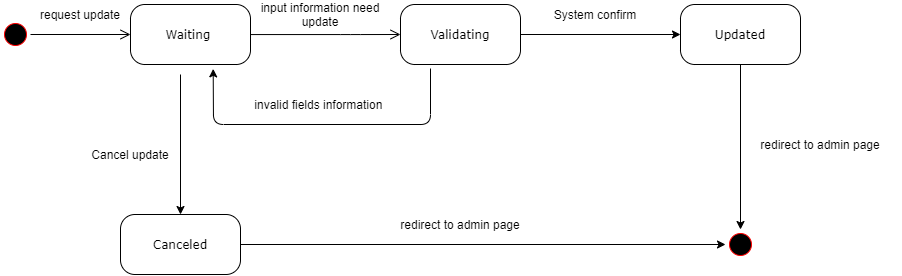 request update
input information need
update
System confirm
Waiting
Validating
Updated
invalid fields information
Cancel update
redirect to admin page
redirect to admin page
Canceled